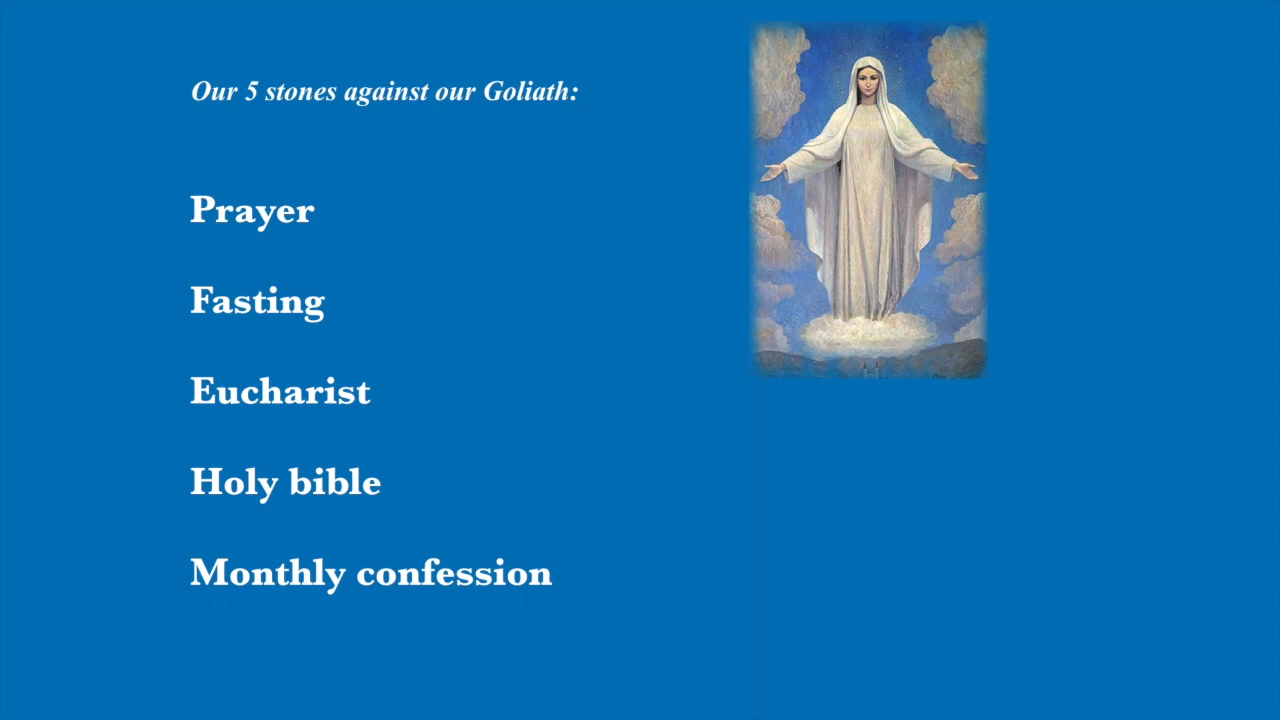 Our 5 stones against our Goliath:
Prayer
Fasting
Eucharist
Holy bible
Monthly confession